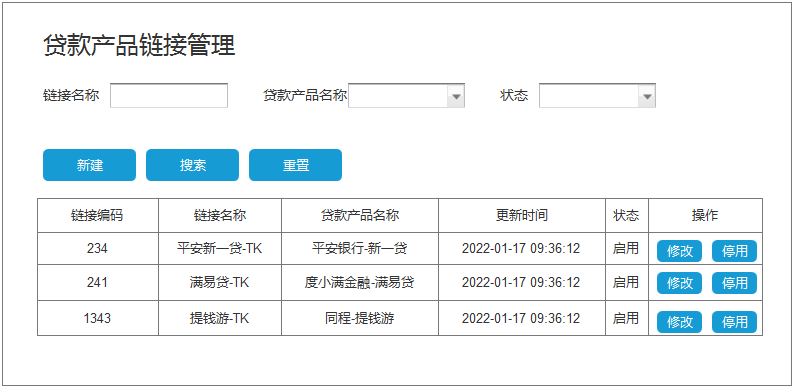 贷款产品链接管理
链接名称 贷款产品名称 状态
新建 搜索 重置
链接编码 链接名称 贷款产品名称 更新时间 状态 操作
234 平安新一贷-TK 平安银行-新一贷 2022-01-17 09:36:12 启用 修改 停用
241 满易贷-TK 度小满金融-满易贷 2022-01-17 09:36:12 启用 修改 停用
1343 提钱游-TK 同程-提钱游 2022-01-17 09:36:12 启用 修改 停用